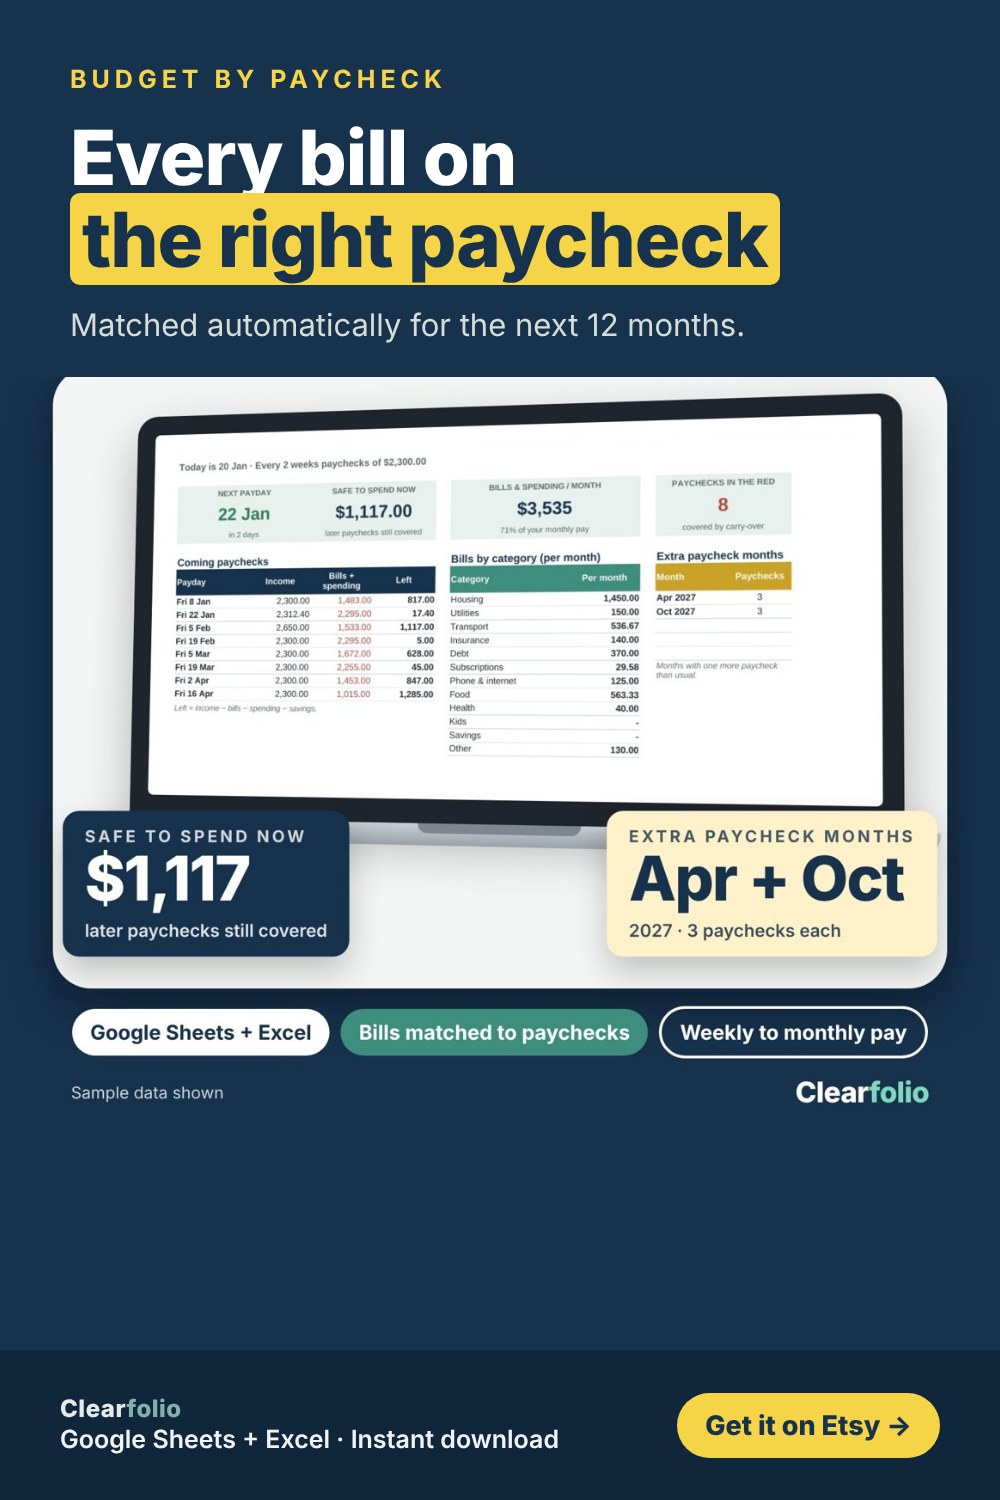 BUDGET BY PAYCHECK
Every bill on
the right paycheck
Matched automatically for the next 12 months.
Today is 20 Jan · Every 2 weeks paychecks of $2,300.00
NEXT PAYDAY
22 Jan
in 2 days
SAFE TO SPEND NOW
$1,117.00
later paychecks still covered
BILLS & SPENDING / MONTH
$3,535
71% of your monthly pay
PAYCHECKS IN THE RED
8
covered by carry-over
Coming paychecks
Payday Income Bills + spending Left
Fri 8 Jan 2,300.00 1,483.00 817.00
Fri 22 Jan 2,312.40 2,295.00 17.40
Fri 5 Feb 2,650.00 1,533.00 1,117.00
Fri 19 Feb 2,300.00 2,295.00 5.00
Fri 5 Mar 2,300.00 1,672.00 628.00
Fri 19 Mar 2,300.00 2,255.00 45.00
Fri 2 Apr 2,300.00 1,453.00 847.00
Fri 16 Apr 2,300.00 1,015.00 1,285.00
Left = income − bills − spending − savings.
Bills by category (per month)
Category Per month
Housing 1,450.00
Utilities 150.00
Transport 536.67
Insurance 140.00
Debt 370.00
Subscriptions 29.58
Phone & internet 125.00
Food 563.33
Health 40.00
Kids -
Savings -
Other 130.00
Extra paycheck months
Month Paychecks
Apr 2027 3
Oct 2027 3
Months with one more paycheck
than usual.
SAFE TO SPEND NOW
$1,117
later paychecks still covered
EXTRA PAYCHECK MONTHS
Apr + Oct
2027 · 3 paychecks each
Google Sheets + Excel
Bills matched to paychecks
Weekly to monthly pay
Sample data shown
Clearfolio
Clearfolio
Google Sheets + Excel · Instant download
Get it on Etsy →